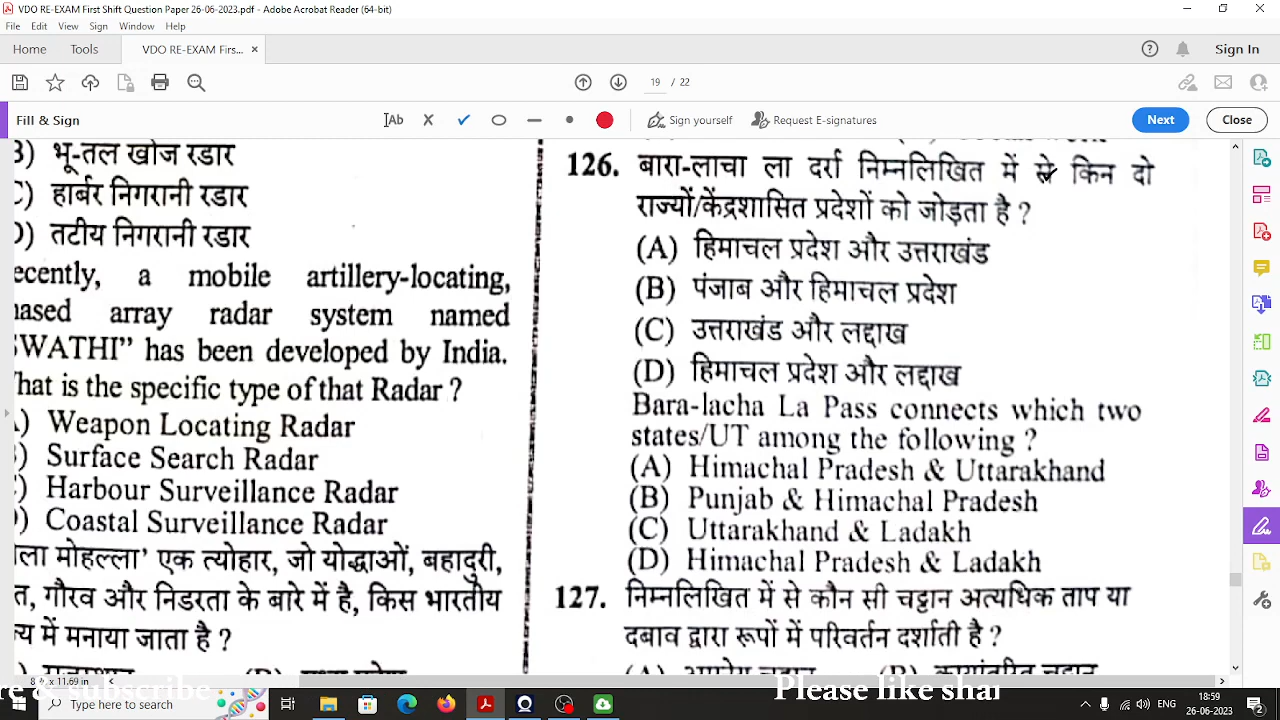 VDO RE-EXAM First Shift Question Paper 26-06-2023.pdf - Adobe Acrobat Reader (64-bit)
File Edit View Sign Window Help
Home Tools VDO RE-EXAM Firs... × Sign In
19 / 22
Fill & Sign Ab Sign yourself Request E-signatures Next Close
) भू-तल खोज रडार
) हार्बर निगरानी रडार
) तटीय निगरानी रडार
ecently, a mobile artillery-locating,
ased array radar system named
WATHI” has been developed by India.
hat is the specific type of that Radar ?
) Weapon Locating Radar
) Surface Search Radar
) Harbour Surveillance Radar
) Coastal Surveillance Radar
ला मोहल्ला’ एक त्योहार, जो योद्धाओं, बहादुरी,
त, गौरव और निडरता के बारे में है, किस भारतीय
्य में मनाया जाता है ?
126. बारा-लाचा ला दर्रा निम्नलिखित में से किन दो
राज्यों/केंद्रशासित प्रदेशों को जोड़ता है ?
(A) हिमाचल प्रदेश और उत्तराखंड
(B) पंजाब और हिमाचल प्रदेश
(C) उत्तराखंड और लद्दाख
(D) हिमाचल प्रदेश और लद्दाख
Bara-lacha La Pass connects which two
states/UT among the following ?
(A) Himachal Pradesh & Uttarakhand
(B) Punjab & Himachal Pradesh
(C) Uttarakhand & Ladakh
(D) Himachal Pradesh & Ladakh
127. निम्नलिखित में से कौन सी चट्टान अत्यधिक ताप या
दबाव द्वारा रूपों में परिवर्तन दर्शाती है ?
x 11.69 in
re & subscribe Please like shar
Type here to search ENG 18:59
26-06-2023